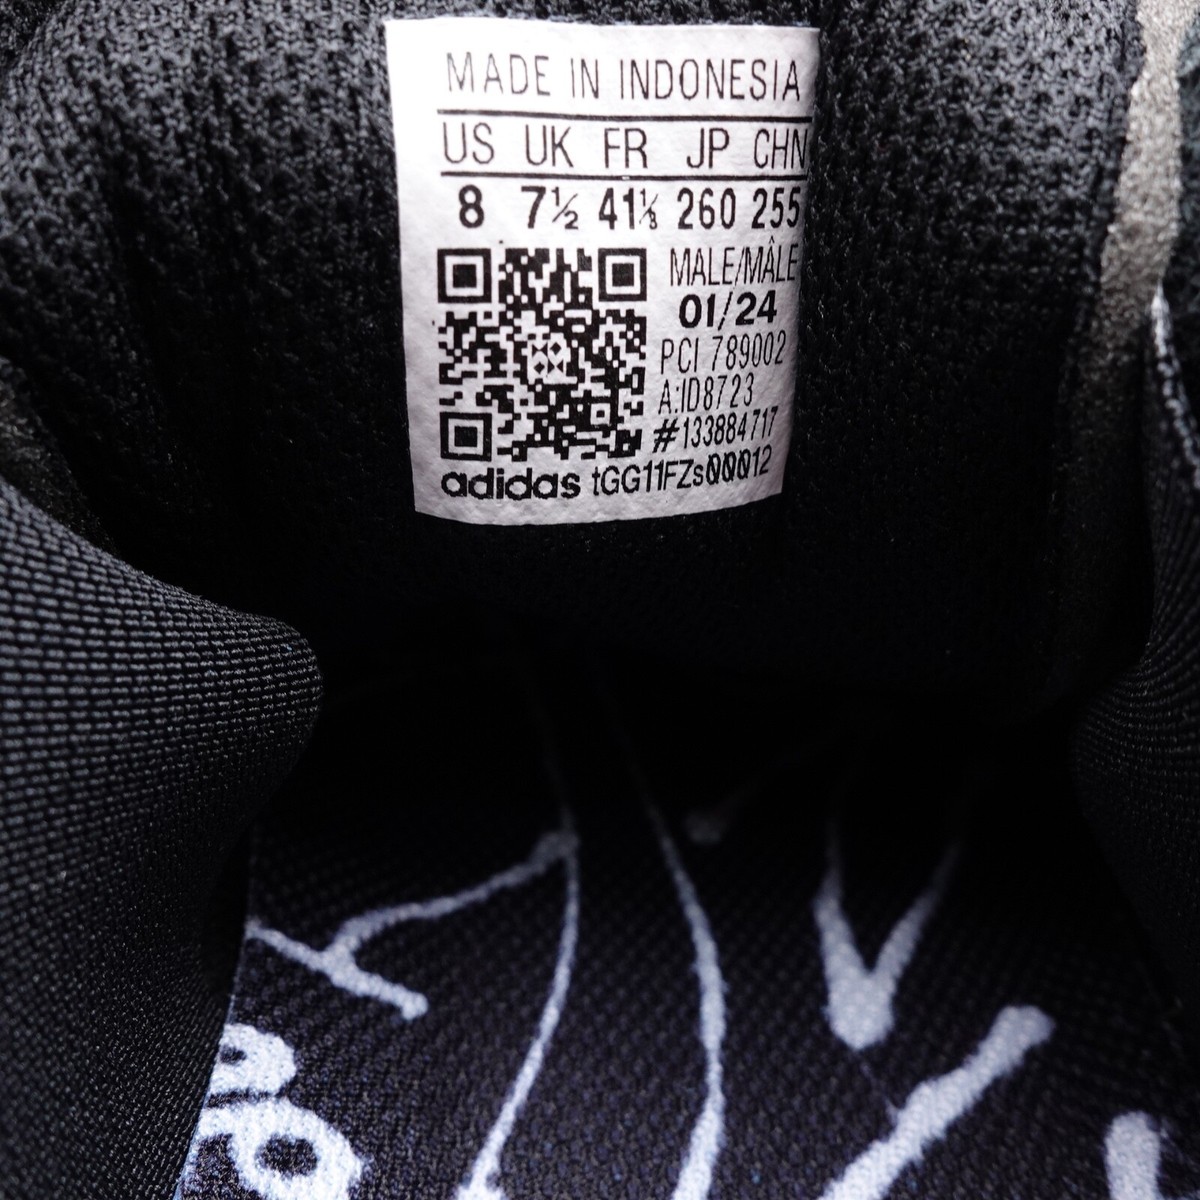 MADE IN INDONESIA
US UK FR JP CHN
8 7½ 41⅓ 260 255
MALE/MÂLE
01/24
PCI 789002
A:ID8723
#133884717
adidas tGG11FZs00012